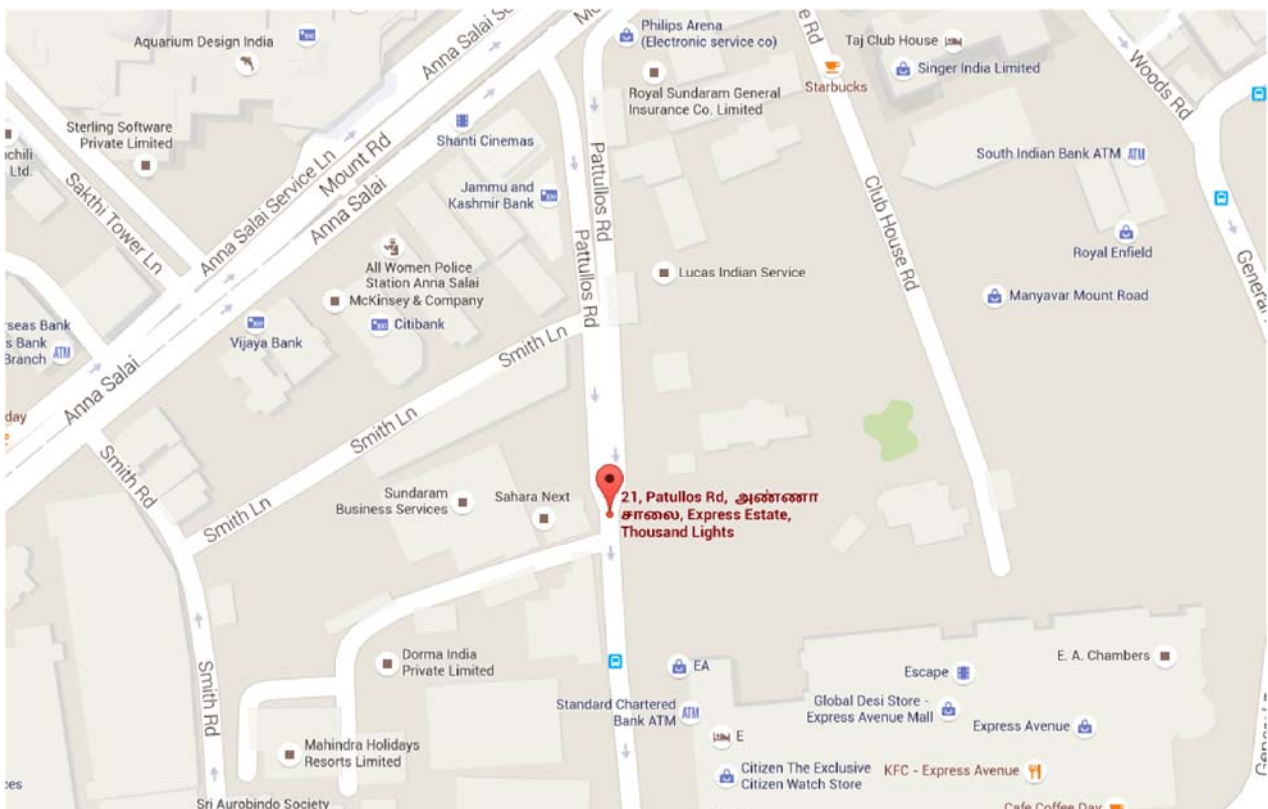 Aquarium Design India
Anna Salai
Philips Arena
(Electronic service co)
Taj Club House
Singer India Limited
Starbucks
Woods Rd
Royal Sundaram General
Insurance Co. Limited
Sterling Software
Private Limited
Ltd.
Shanti Cinemas
Mount Rd
Anna Salai Service Ln
Anna Salai
Sakthi Tower Ln
Jammu and
Kashmir Bank
Pattullos Rd
Pattullos Rd
South Indian Bank ATM
ATM
Royal Enfield
Club House Rd
All Women Police
Station Anna Salai
McKinsey & Company
Lucas Indian Service
Manyavar Mount Road
Citibank
Vijaya Bank
Bank
s Bank
Branch
ATM
Anna Salai
Smith Ln
Smith Ln
Smith Ln
Smith Rd
Sundaram
Business Services
Sahara Next
21, Patullos Rd, அண்ணா
சாலை, Express Estate,
Thousand Lights
Dorma India
Private Limited
Smith Rd
EA
Escape
E. A. Chambers
Standard Chartered
Bank ATM
ATM
Global Desi Store -
Express Avenue Mall
Express Avenue
E
Mahindra Holidays
Resorts Limited
Citizen The Exclusive
Citizen Watch Store
KFC - Express Avenue
Sri Aurobindo Society
Cafe Coffee Day